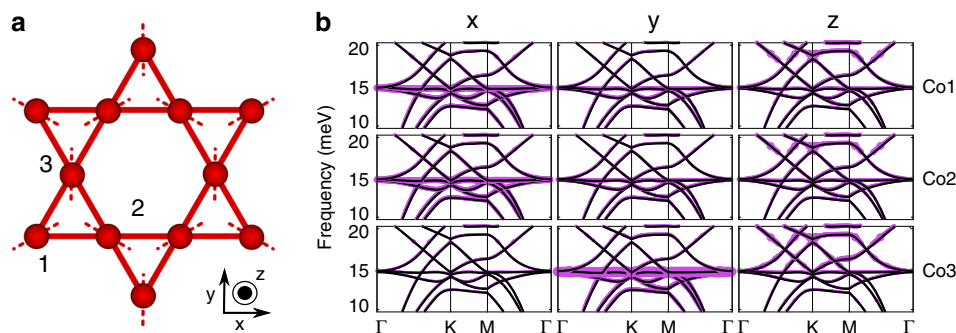 a
3
2
1
y
z
x
b
x
y
z
Frequency (meV)
20
15
10
Co1
20
15
10
Co2
20
15
10
Co3
Γ K M Γ K M Γ K M Γ